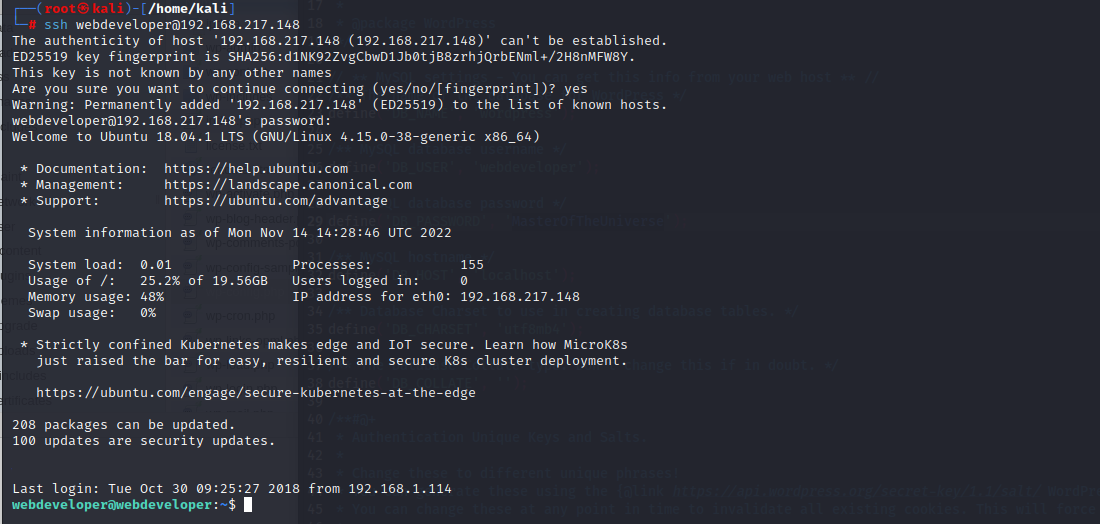 ┌──(root㉿kali)-[/home/kali]
└─# ssh webdeveloper@192.168.217.148
The authenticity of host '192.168.217.148 (192.168.217.148)' can't be established.
ED25519 key fingerprint is SHA256:d1NK92ZvgCbwD1Jb0tjB8zrhjQrbENml+/2H8nMFW8Y.
This key is not known by any other names
Are you sure you want to continue connecting (yes/no/[fingerprint])? yes
Warning: Permanently added '192.168.217.148' (ED25519) to the list of known hosts.
webdeveloper@192.168.217.148's password:
Welcome to Ubuntu 18.04.1 LTS (GNU/Linux 4.15.0-38-generic x86_64)
* Documentation:  https://help.ubuntu.com
* Management:     https://landscape.canonical.com
* Support:        https://ubuntu.com/advantage
System information as of Mon Nov 14 14:28:46 UTC 2022
System load:  0.01               Processes:           155
Usage of /:   25.2% of 19.56GB   Users logged in:     0
Memory usage: 48%                IP address for eth0: 192.168.217.148
Swap usage:   0%
* Strictly confined Kubernetes makes edge and IoT secure. Learn how MicroK8s
just raised the bar for easy, resilient and secure K8s cluster deployment.
https://ubuntu.com/engage/secure-kubernetes-at-the-edge
208 packages can be updated.
100 updates are security updates.
Last login: Tue Oct 30 09:25:27 2018 from 192.168.1.114
webdeveloper@webdeveloper:~$